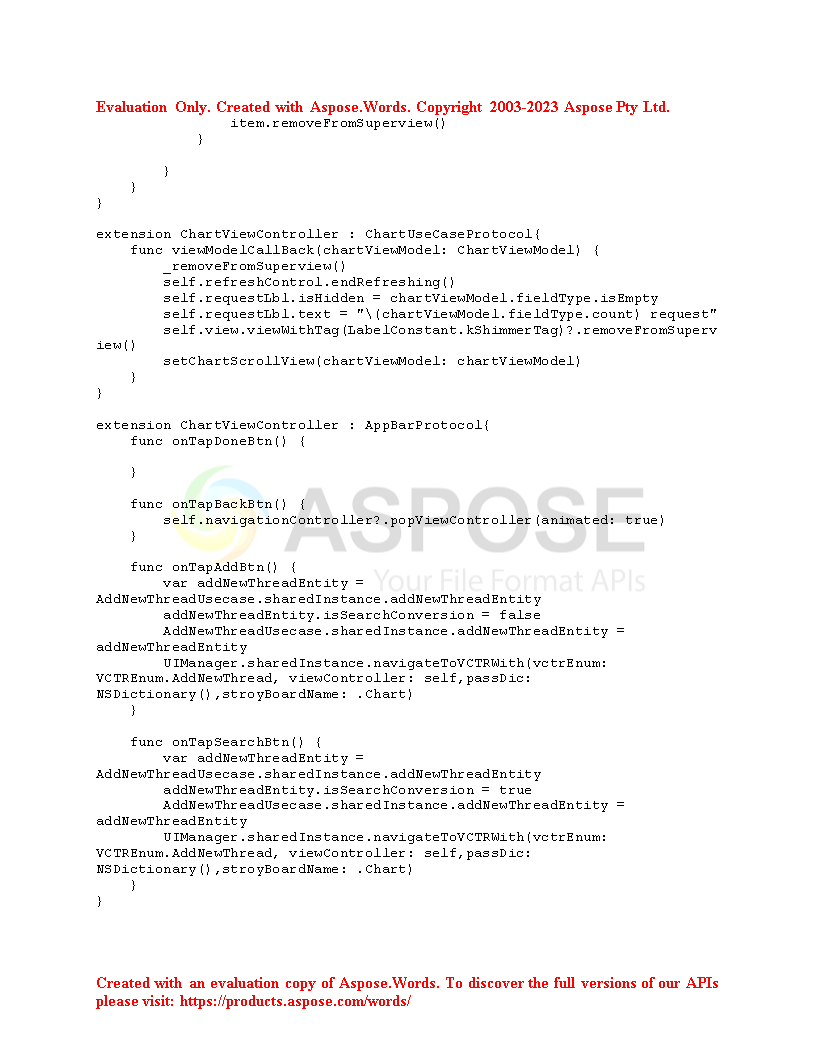 Evaluation Only. Created with Aspose.Words. Copyright 2003-2023 Aspose Pty Ltd.
                item.removeFromSuperview()
            }

        }
    }
}

extension ChartViewController : ChartUseCaseProtocol{
    func viewModelCallBack(chartViewModel: ChartViewModel) {
        _removeFromSuperview()
        self.refreshControl.endRefreshing()
        self.requestLbl.isHidden = chartViewModel.fieldType.isEmpty
        self.requestLbl.text = "\(chartViewModel.fieldType.count) request"
        self.view.viewWithTag(LabelConstant.kShimmerTag)?.removeFromSuperv
iew()
        setChartScrollView(chartViewModel: chartViewModel)
    }
}

extension ChartViewController : AppBarProtocol{
    func onTapDoneBtn() {

    }

    func onTapBackBtn() {
ASPOSE
        self.navigationController?.popViewController(animated: true)
    }

    func onTapAddBtn() {
        var addNewThreadEntity =
Your File Format APIs
AddNewThreadUsecase.sharedInstance.addNewThreadEntity
        addNewThreadEntity.isSearchConversion = false
        AddNewThreadUsecase.sharedInstance.addNewThreadEntity =
addNewThreadEntity
        UIManager.sharedInstance.navigateToVCTRWith(vctrEnum:
VCTREnum.AddNewThread, viewController: self,passDic:
NSDictionary(),stroyBoardName: .Chart)
    }

    func onTapSearchBtn() {
        var addNewThreadEntity =
AddNewThreadUsecase.sharedInstance.addNewThreadEntity
        addNewThreadEntity.isSearchConversion = true
        AddNewThreadUsecase.sharedInstance.addNewThreadEntity =
addNewThreadEntity
        UIManager.sharedInstance.navigateToVCTRWith(vctrEnum:
VCTREnum.AddNewThread, viewController: self,passDic:
NSDictionary(),stroyBoardName: .Chart)
    }
}

Created with an evaluation copy of Aspose.Words. To discover the full versions of our APIs
please visit: https://products.aspose.com/words/